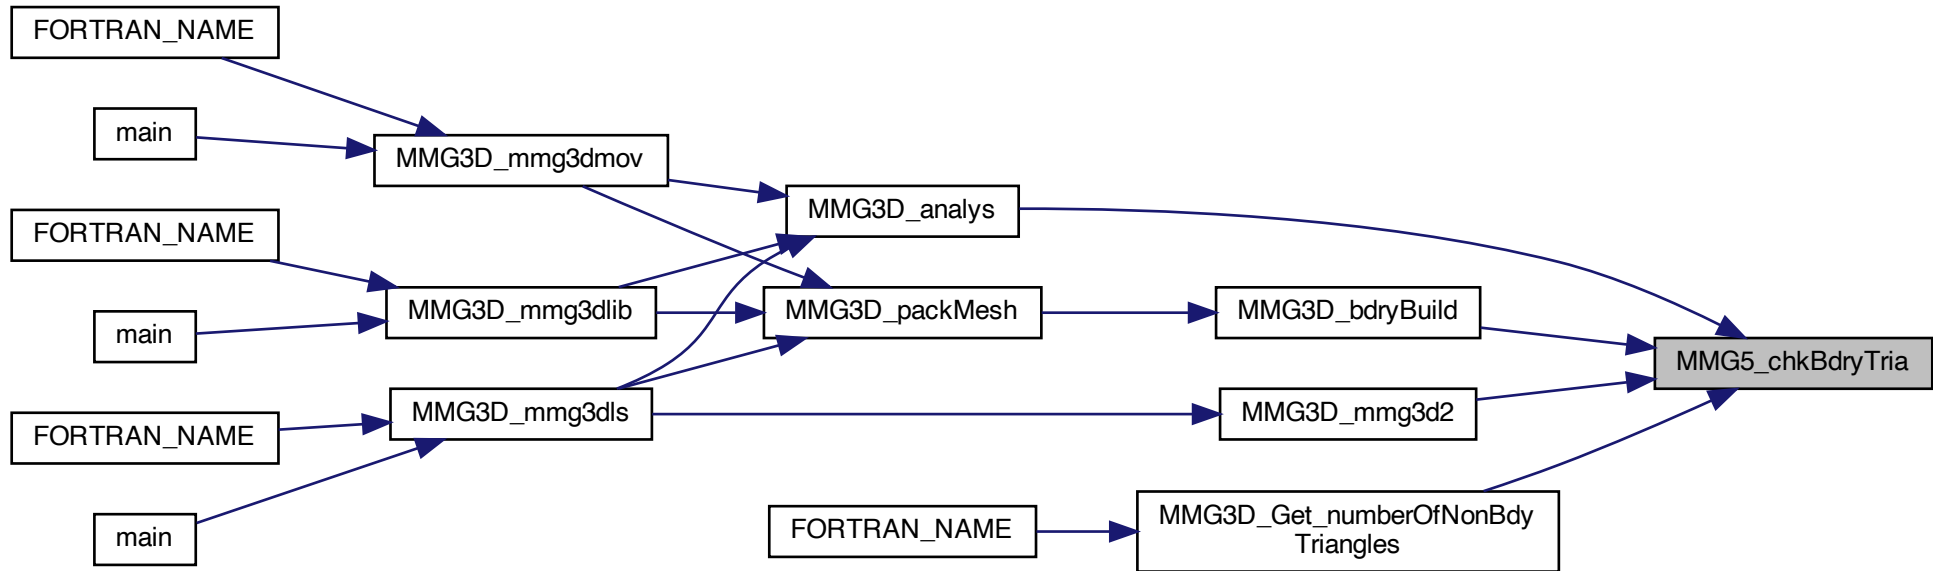 FORTRAN_NAME
main
MMG3D_mmg3dmov
MMG3D_analys
FORTRAN_NAME
main
MMG3D_mmg3dlib
MMG3D_packMesh
MMG3D_bdryBuild
MMG5_chkBdryTria
FORTRAN_NAME
main
MMG3D_mmg3dls
MMG3D_mmg3d2
FORTRAN_NAME
MMG3D_Get_numberOfNonBdy
Triangles